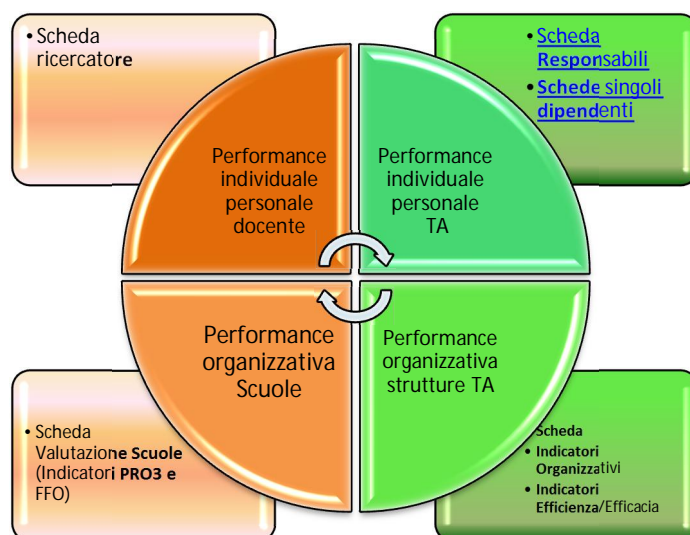 • Scheda
ricercatore
• Scheda
Responsabili
• Schede singoli
dipendenti
Performance
individuale
personale
docente
Performance
individuale
personale
TA
Performance
organizzativa
Scuole
Performance
organizzativa
strutture TA
• Scheda
Valutazione Scuole
(Indicatori PRO3 e
FFO)
• Scheda
• Indicatori
Organizzativi
• Indicatori
Efficienza/Efficacia